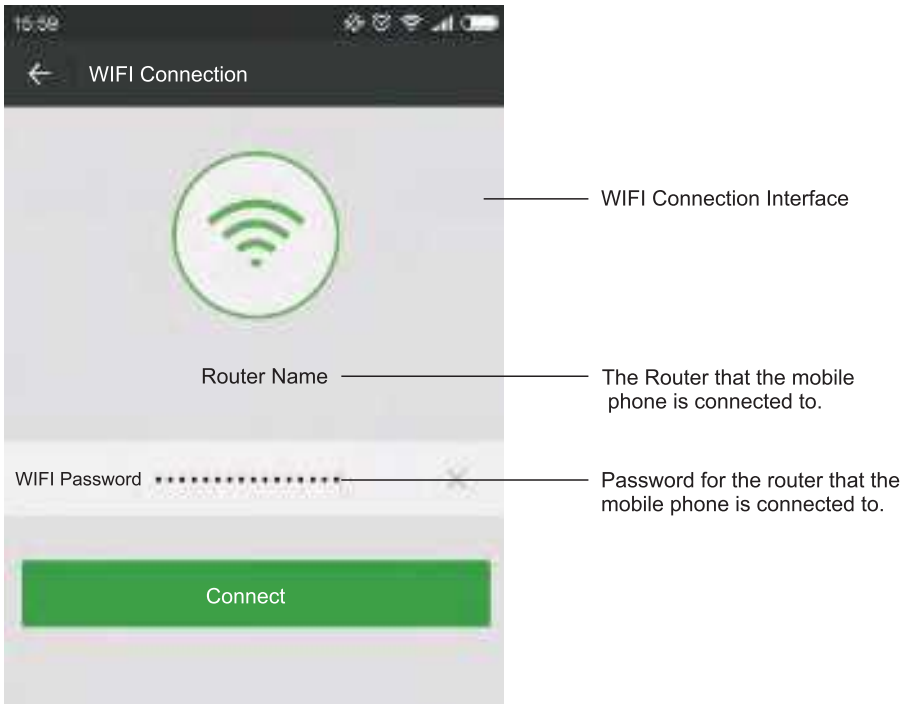 15:59
WIFI Connection
WIFI Connection Interface
Router Name
The Router that the mobile
phone is connected to.
WIFI Password ••••••••••••••••
Password for the router that the
mobile phone is connected to.
Connect